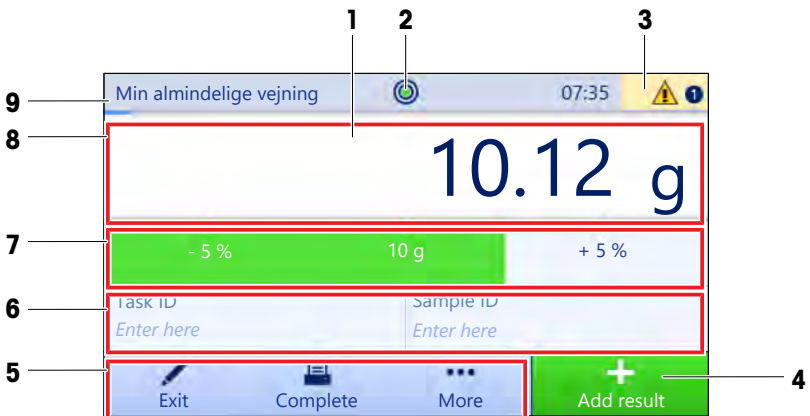 1 2 3
9 Min almindelige vejning 07:35 1
8 10.12 g
7 - 5 % 10 g + 5 %
6 Task ID Sample ID
Enter here Enter here
5 Exit Complete More Add result 4